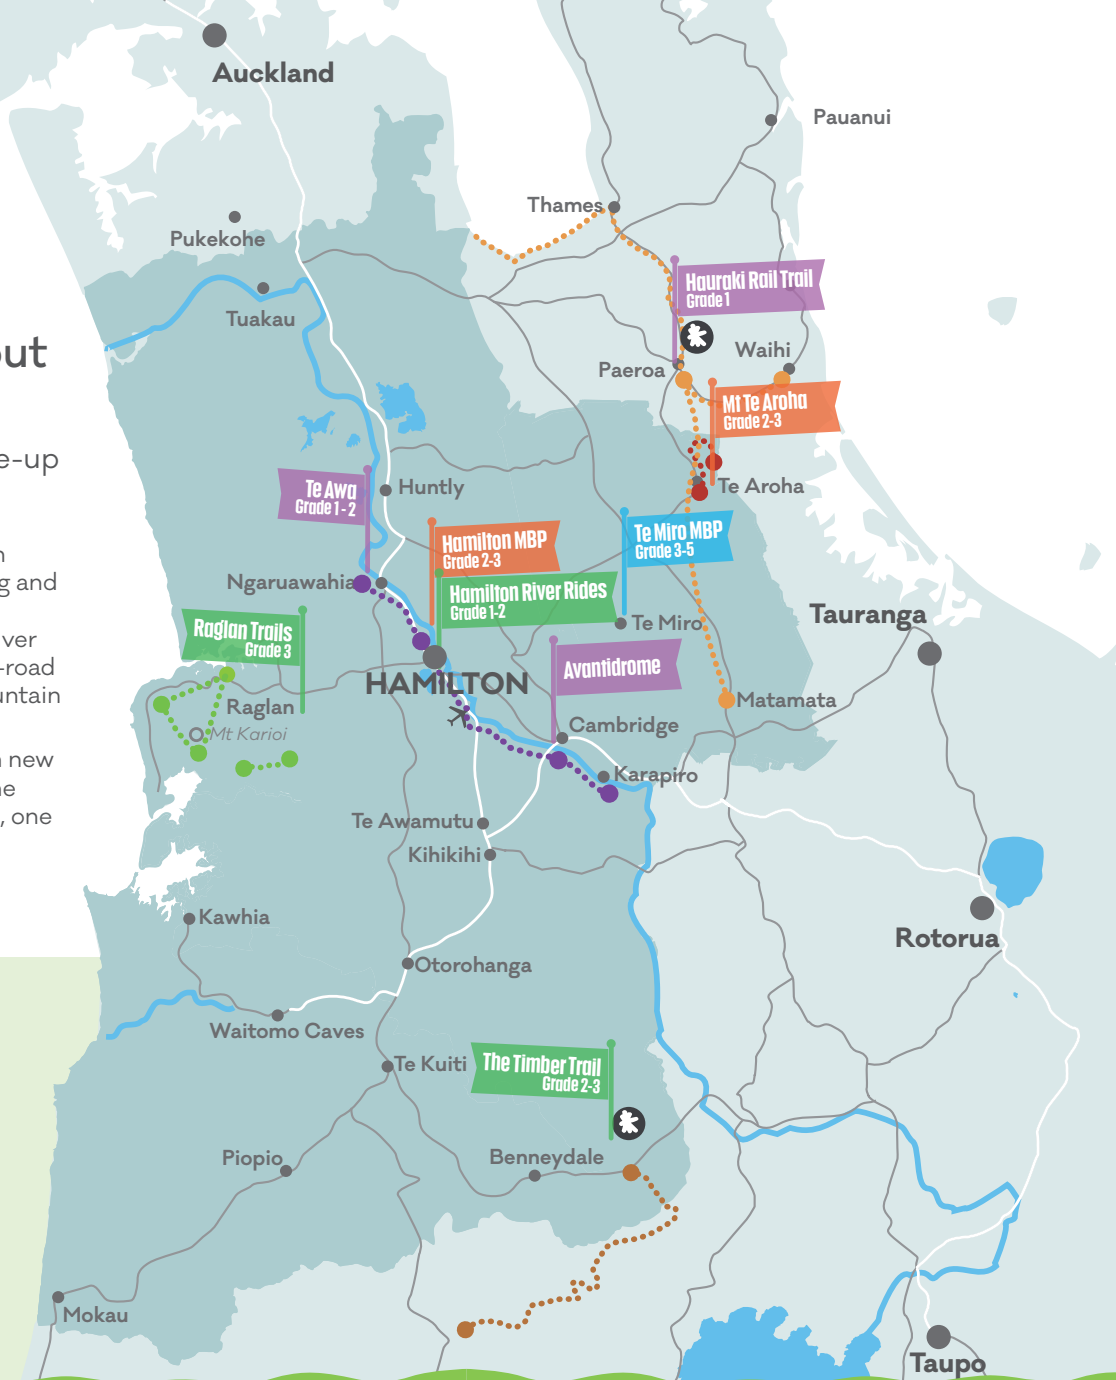 Auckland
Pauanui
Thames
Pukekohe
Hauraki Rail Trail
Grade 1
Tuakau
out
Waihi
Paeroa
Mt Te Aroha
Grade 2-3
e-up
Te Awa
Grade 1-2
Huntly
Te Aroha
Hamilton MBP
Grade 2-3
Te Miro MBP
Grade 3-5
n
g and
Ngaruawahia
Hamilton River Rides
Grade 1-2
Raglan Trails
Grade 3
Te Miro
Tauranga
ver
-road
untain
Avantidrome
HAMILTON
Raglan
Matamata
Mt Karioi
Cambridge
n new
ne
, one
Karapiro
Te Awamutu
Kihikihi
Kawhia
Rotorua
Otorohanga
Waitomo Caves
Te Kuiti
The Timber Trail
Grade 2-3
Piopio
Benneydale
Mokau
Taupo